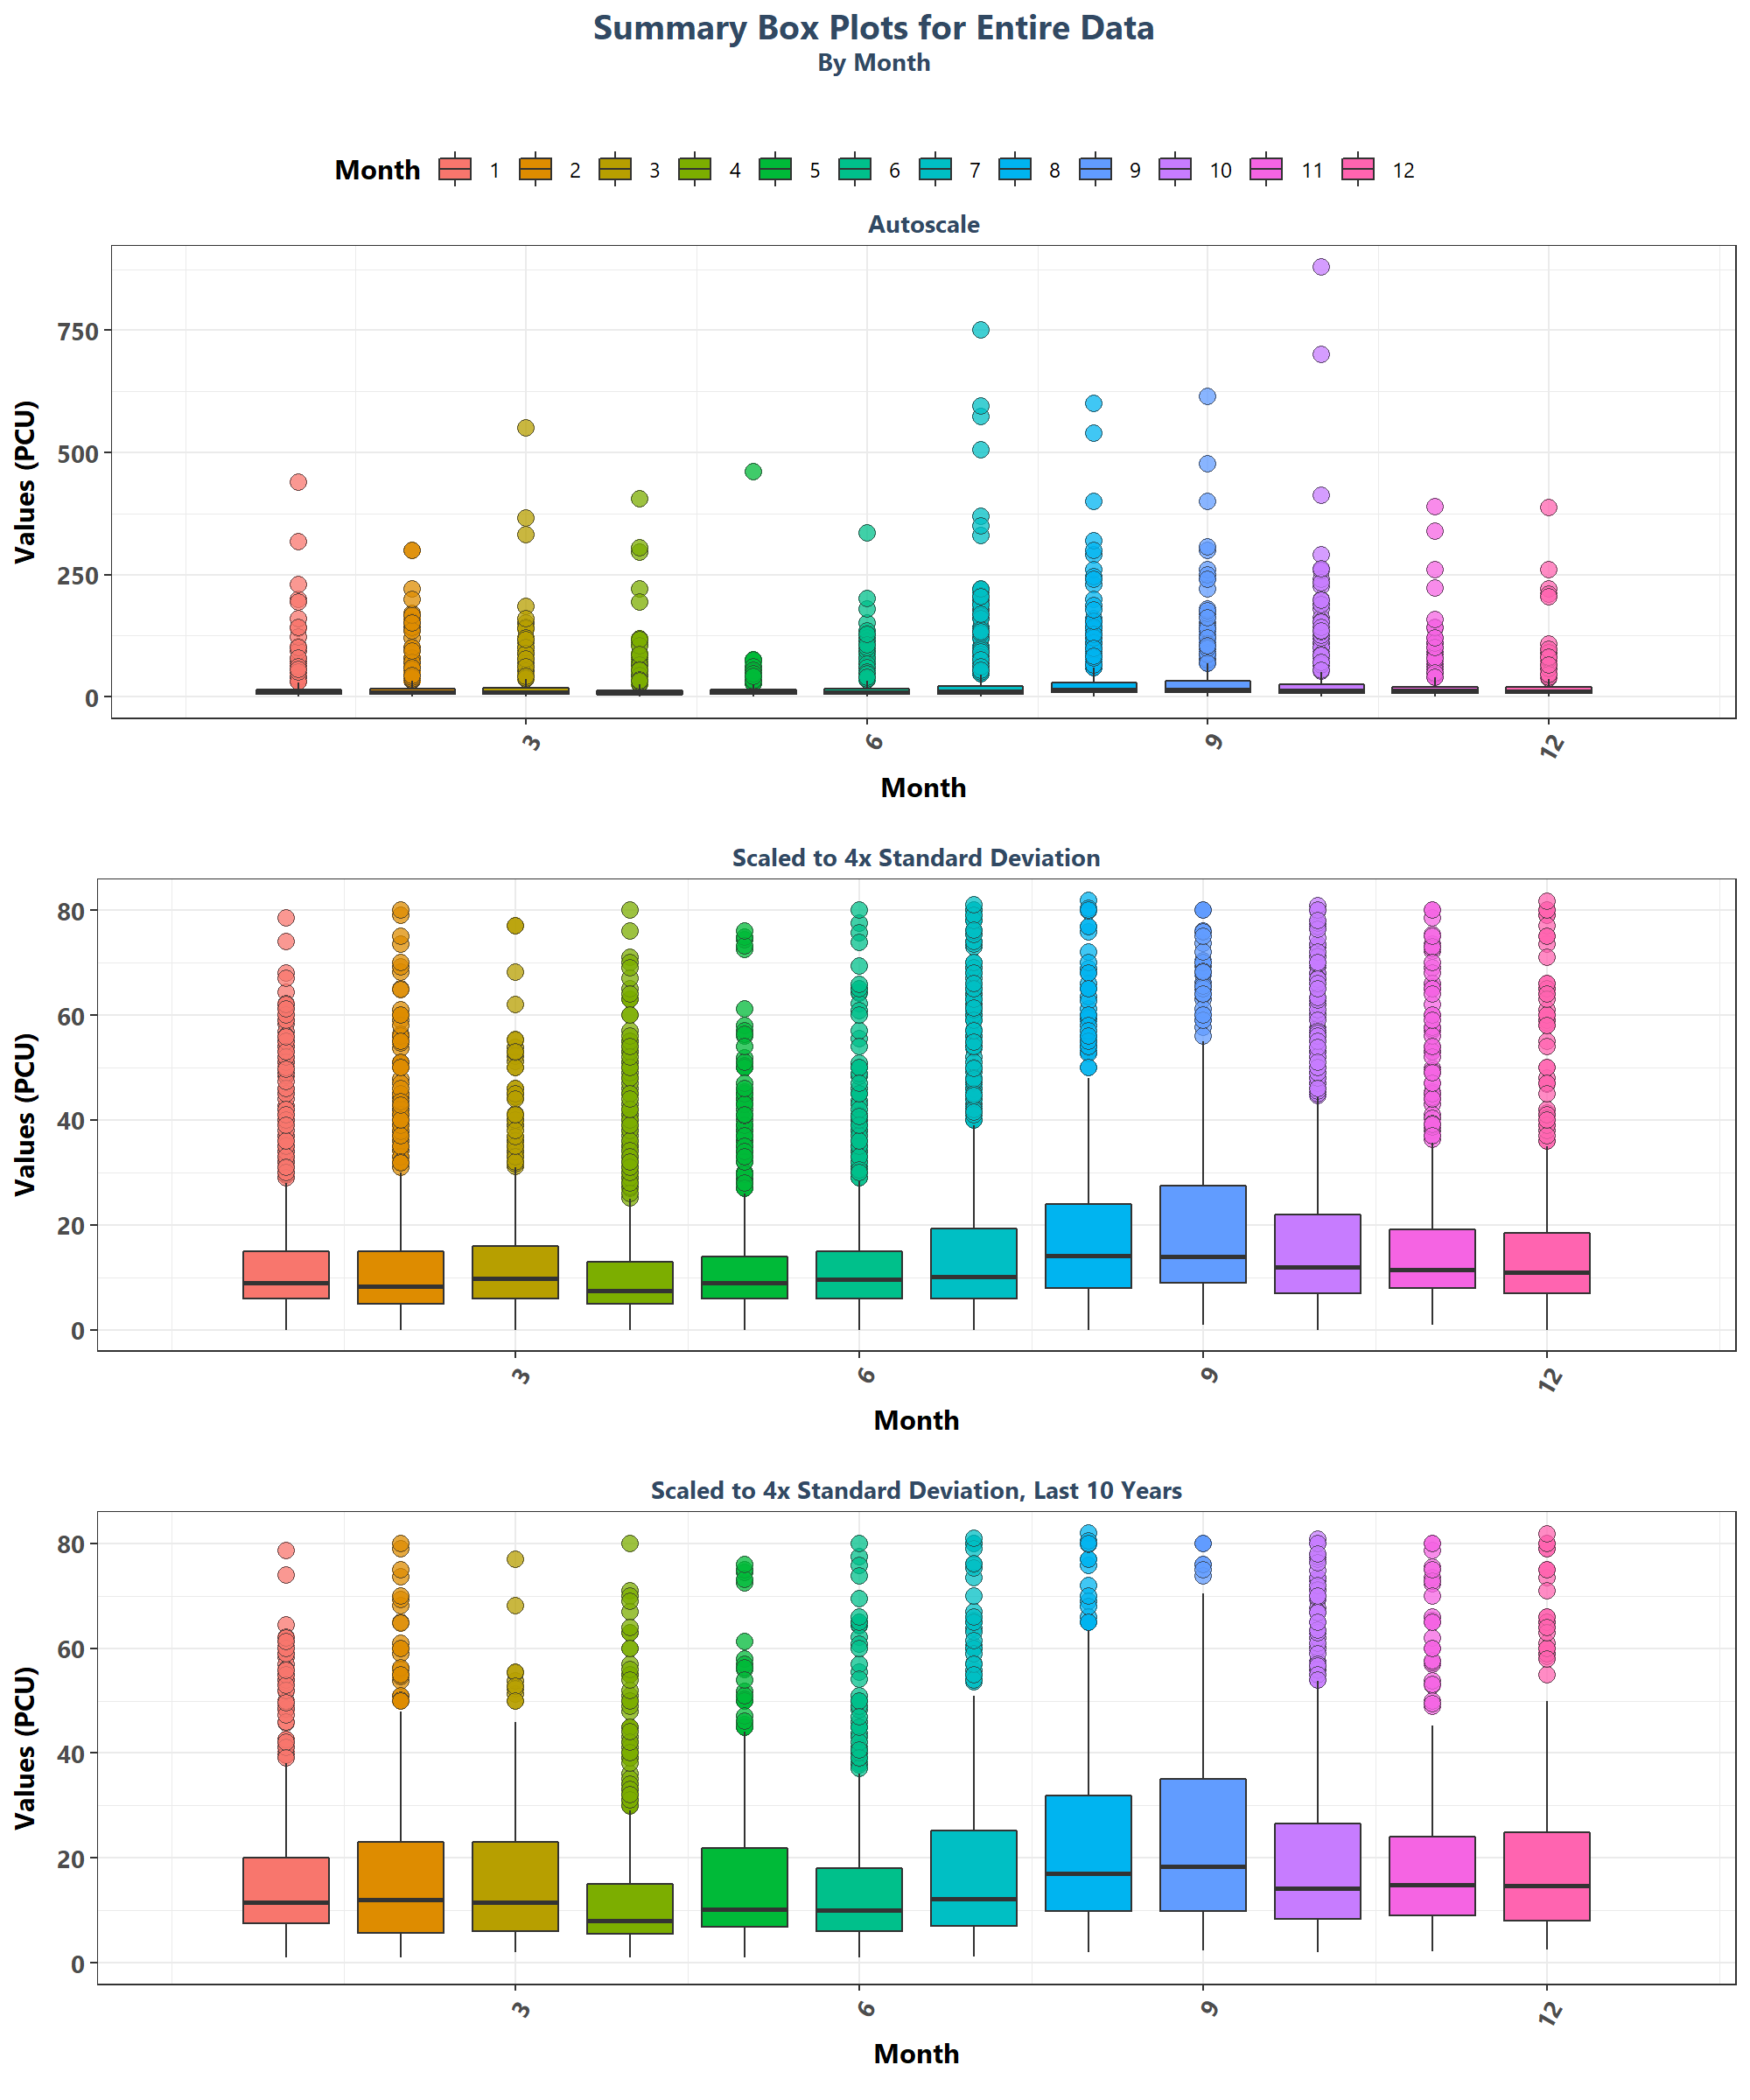 Summary Box Plots for Entire Data
By Month
Month 1 2 3 4 5 6 7 8 9 10 11 12
Autoscale
Values (PCU)
750
500
250
0
3 6 9 12
Month
Scaled to 4x Standard Deviation
Values (PCU)
80
60
40
20
0
3 6 9 12
Month
Scaled to 4x Standard Deviation, Last 10 Years
Values (PCU)
80
60
40
20
0
3 6 9 12
Month